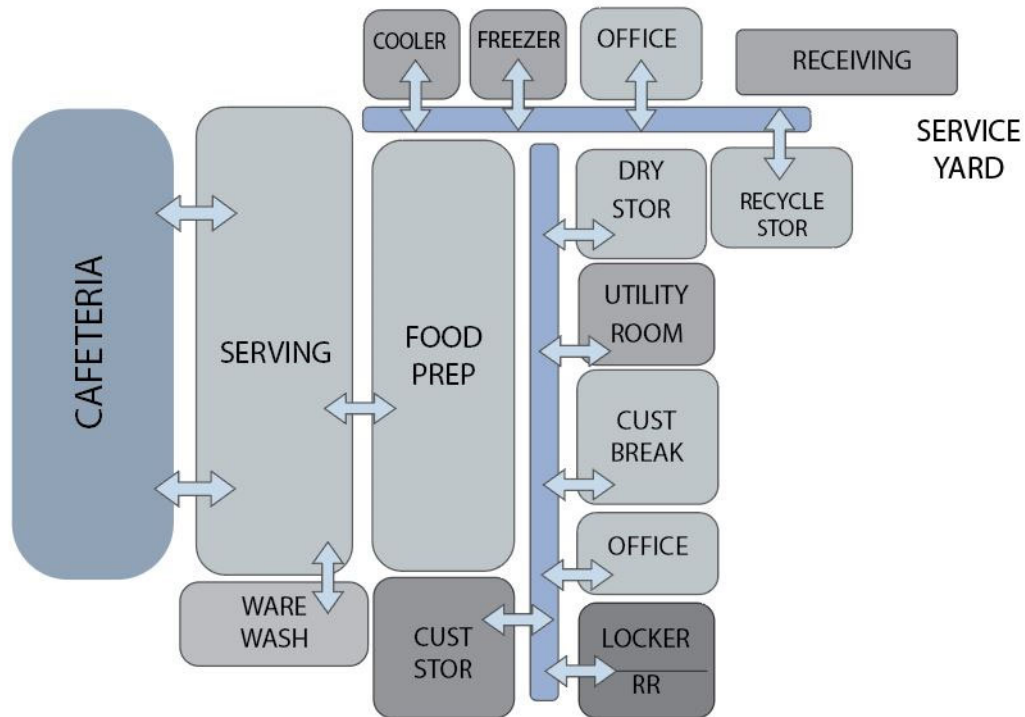 COOLER
FREEZER
OFFICE
RECEIVING
SERVICE
YARD
DRY
STOR
RECYCLE
STOR
CAFETERIA
SERVING
FOOD
PREP
UTILITY
ROOM
CUST
BREAK
OFFICE
WARE
WASH
CUST
STOR
LOCKER
RR